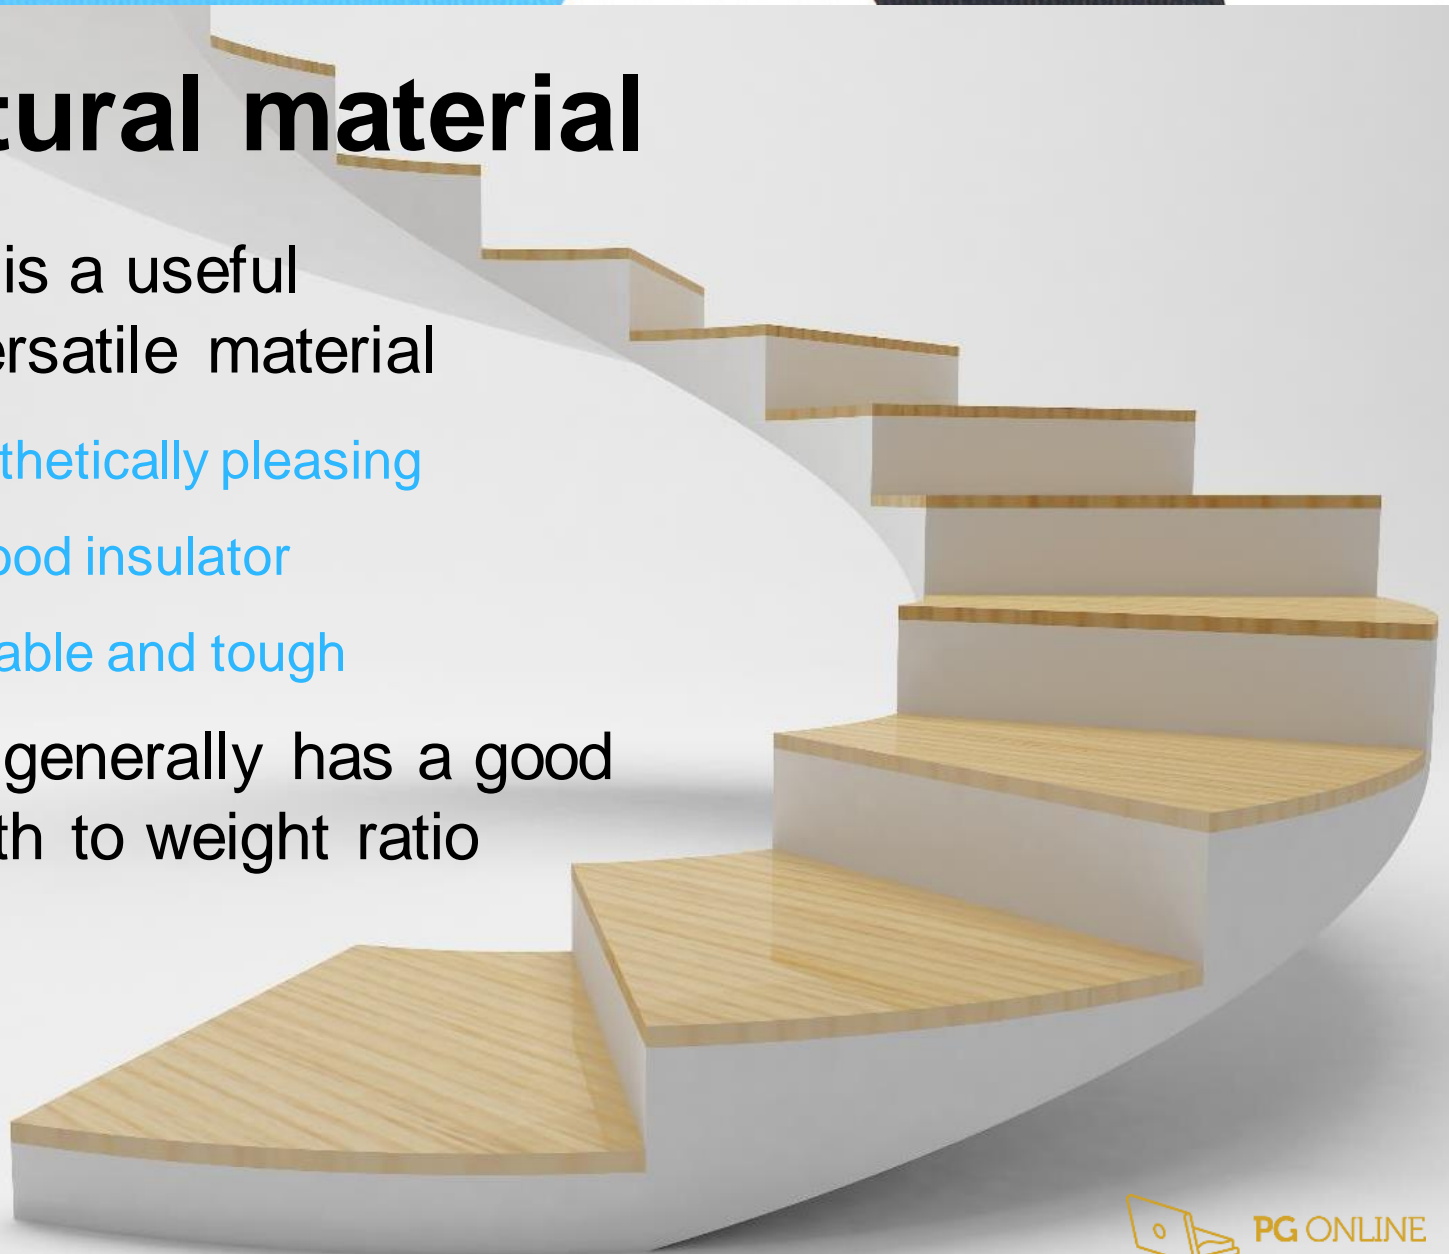 tural material
is a useful
ersatile material
thetically pleasing
ood insulator
able and tough
generally has a good
th to weight ratio
PG ONLINE